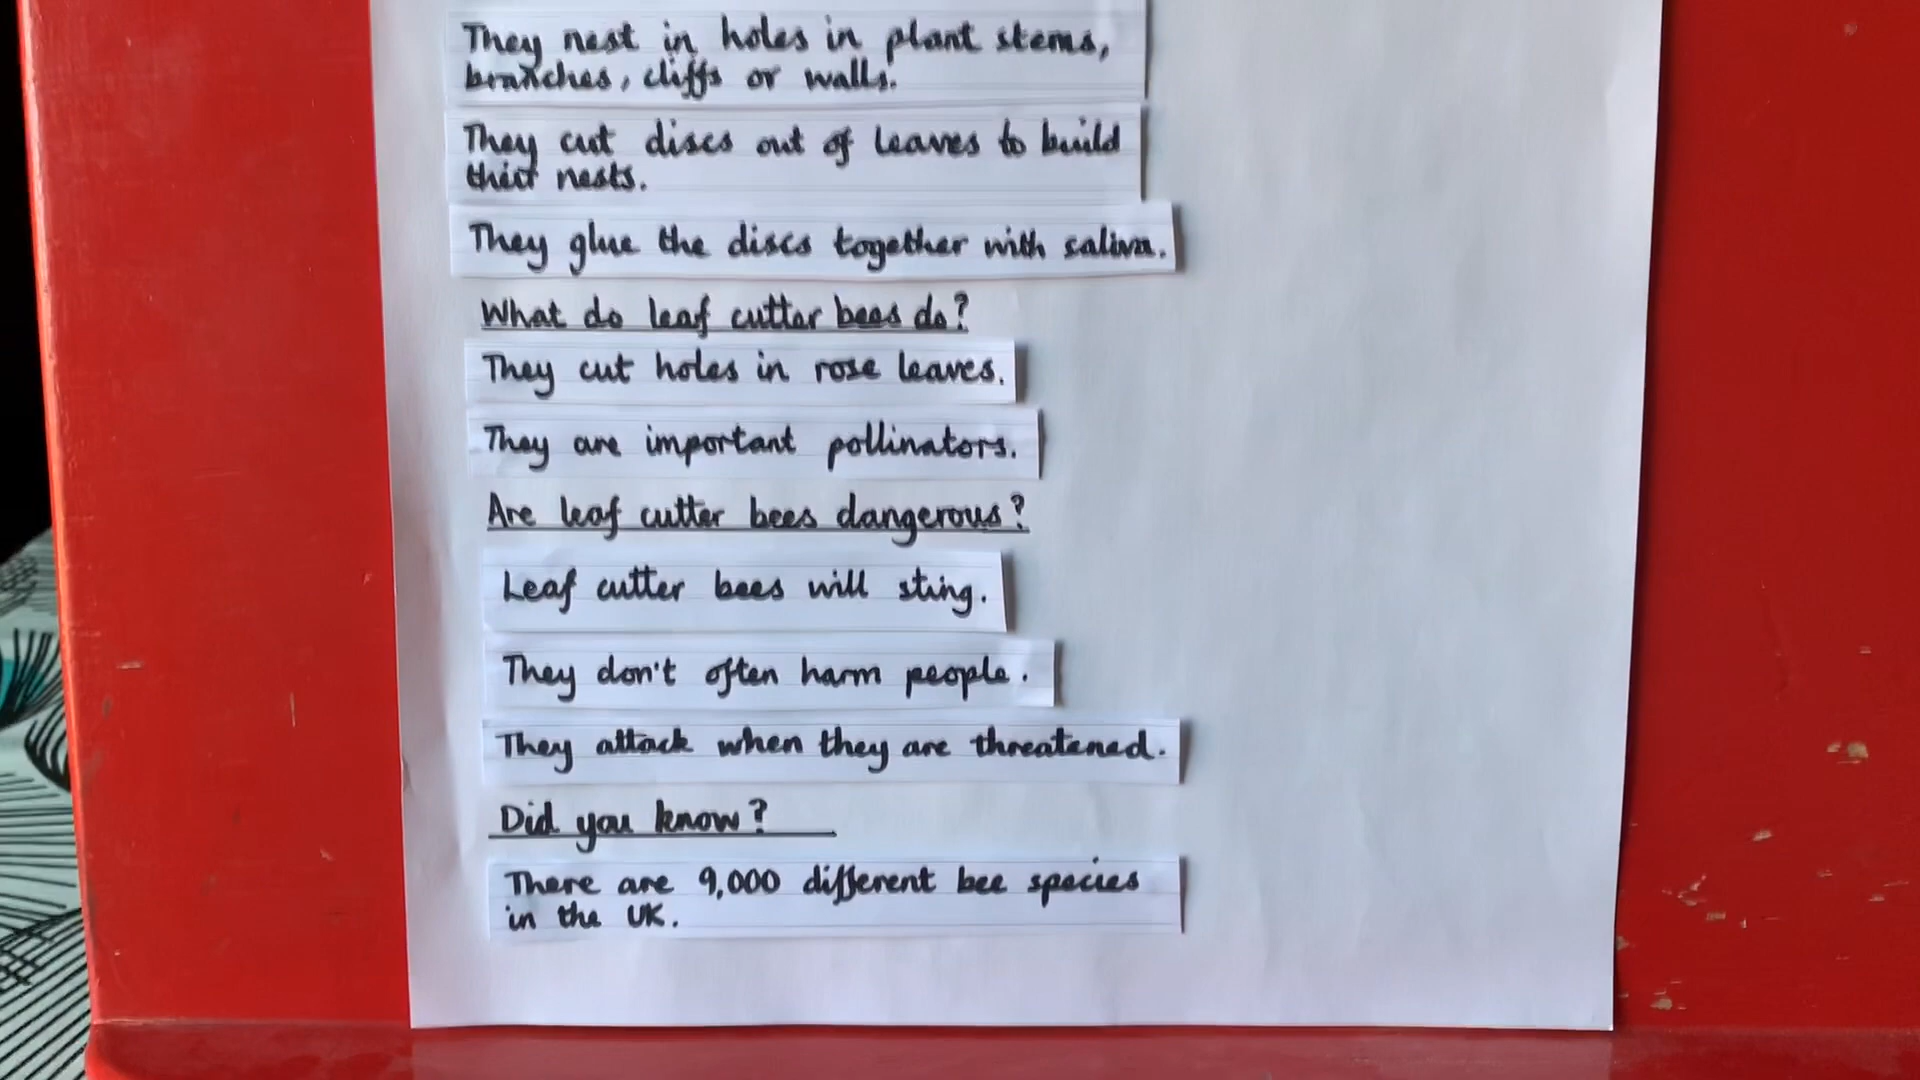 They nest in holes in plant stems,
branches, cliffs or walls.
They cut discs out of leaves to build
their nests.
They glue the discs together with saliva.
What do leaf cutter bees do?
They cut holes in rose leaves.
They are important pollinators.
Are leaf cutter bees dangerous?
Leaf cutter bees will sting.
They don't often harm people.
They attack when they are threatened.
Did you know?
There are 9,000 different bee species
in the UK.